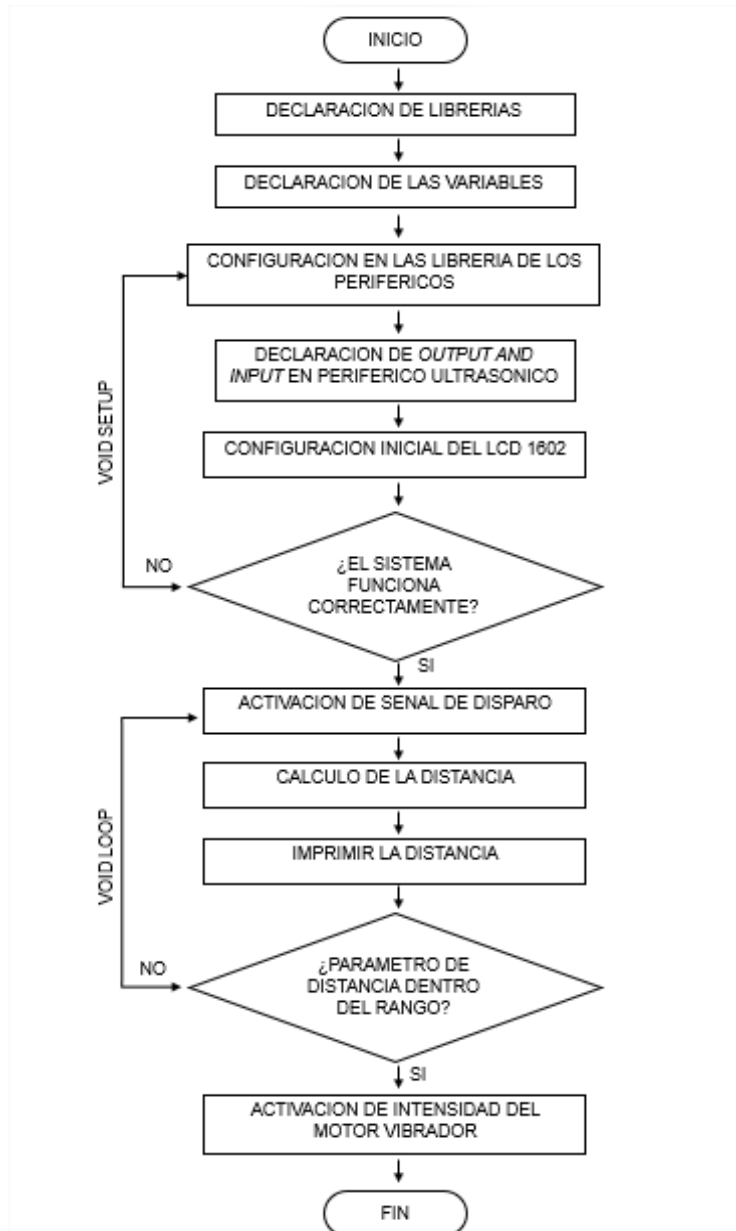 INICIO
DECLARACION DE LIBRERIAS
DECLARACION DE LAS VARIABLES
CONFIGURACION EN LAS LIBRERIA DE LOS
PERIFERICOS
DECLARACION DE OUTPUT AND
INPUT EN PERIFERICO ULTRASONICO
VOID SETUP
CONFIGURACION INICIAL DEL LCD 1602
NO
¿EL SISTEMA
FUNCIONA
CORRECTAMENTE?
SI
ACTIVACION DE SENAL DE DISPARO
CALCULO DE LA DISTANCIA
VOID LOOP
IMPRIMIR LA DISTANCIA
NO
¿PARAMETRO DE
DISTANCIA DENTRO
DEL RANGO?
SI
ACTIVACION DE INTENSIDAD DEL
MOTOR VIBRADOR
FIN